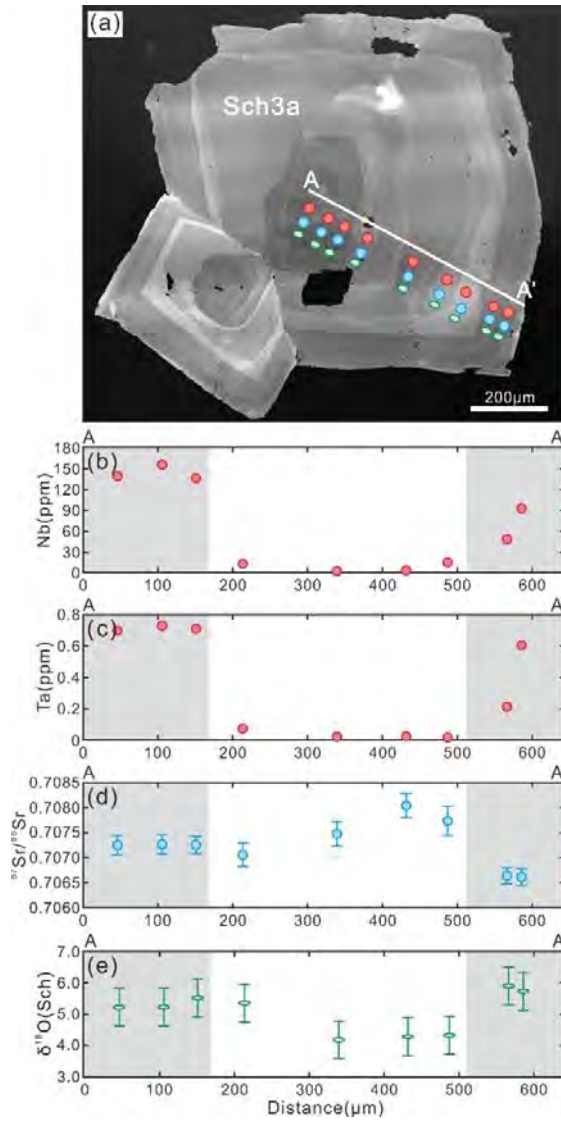 (a)
Sch3a
A
A'
200μm
A A
(b)
Nb(ppm)
180
150
120
90
60
30
0
0 100 200 300 400 500 600
A A
(c)
Ta(ppm)
0.8
0.6
0.4
0.2
0
0 100 200 300 400 500 600
A A
(d)
⁸⁷Sr/⁸⁶Sr
0.7085
0.7080
0.7075
0.7070
0.7065
0.7060
0 100 200 300 400 500 600
A A
(e)
δ¹⁸O(Sch)
7.0
6.0
5.0
4.0
3.0
0 100 200 300 400 500 600
Distance(μm)